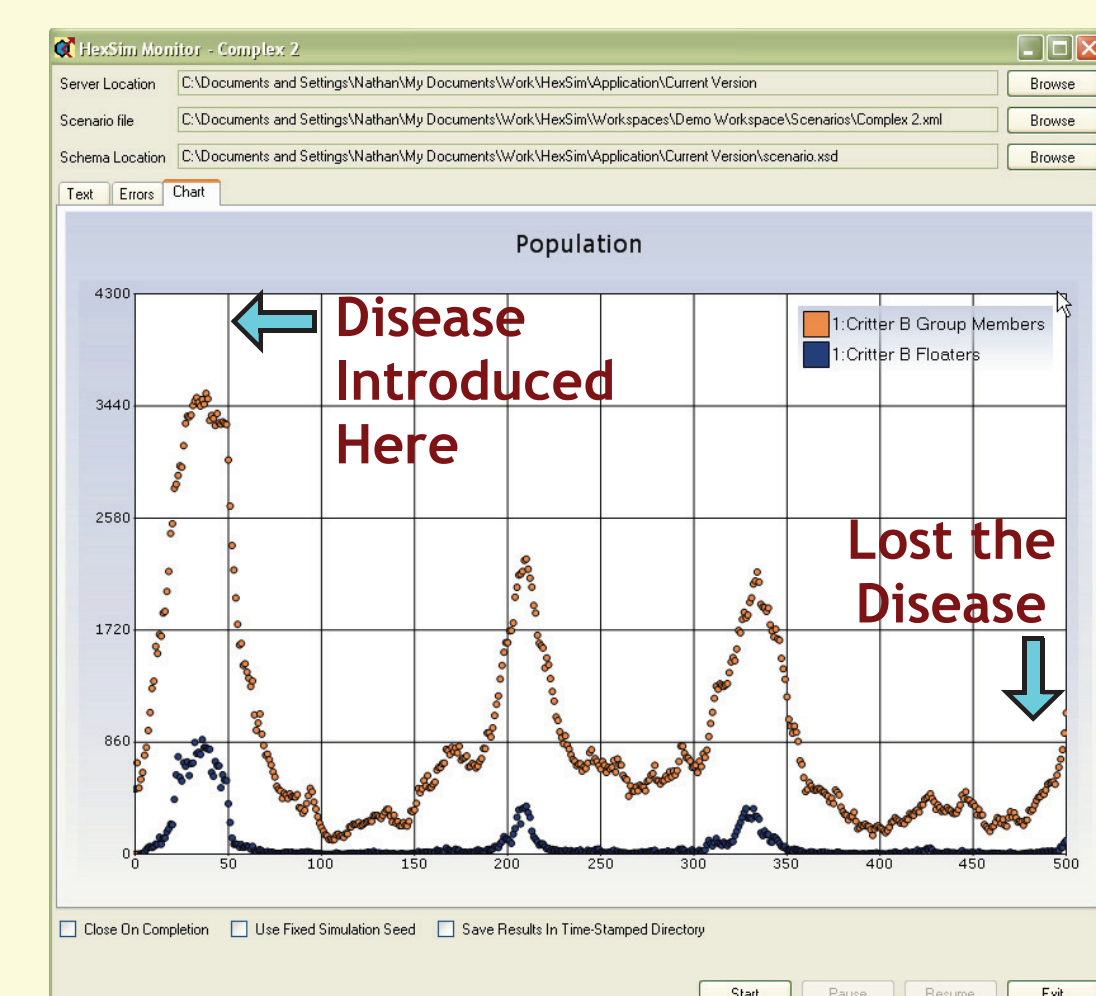 HexSim Monitor - Complex 2
Server Location C:\Documents and Settings\Nathan\My Documents\Work\HexSim\Application\Current Version Browse
Scenario file C:\Documents and Settings\Nathan\My Documents\Work\HexSim\Workspaces\Demo Workspace\Scenarios\Complex 2.xml Browse
Schema Location C:\Documents and Settings\Nathan\My Documents\Work\HexSim\Application\Current Version\scenario.xsd Browse
Text Errors Chart
Population
4300
3440
2580
1720
860
0
Disease
Introduced
Here
1:Critter B Group Members
1:Critter B Floaters
Lost the
Disease
0 50 100 150 200 250 300 350 400 450 500
Close On Completion Use Fixed Simulation Seed Save Results In Time-Stamped Directory
Start Pause Resume Exit